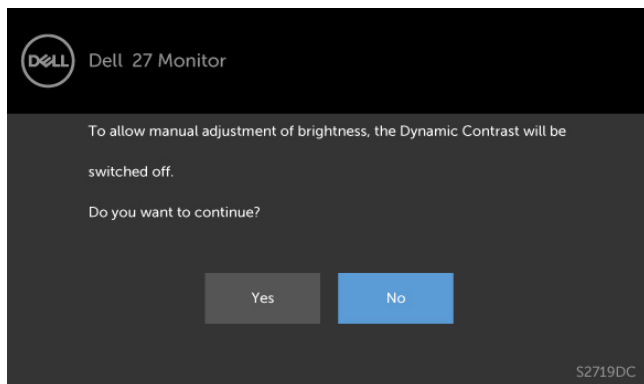 DELL
Dell 27 Monitor
To allow manual adjustment of brightness, the Dynamic Contrast will be
switched off.
Do you want to continue?
Yes
No
S2719DC